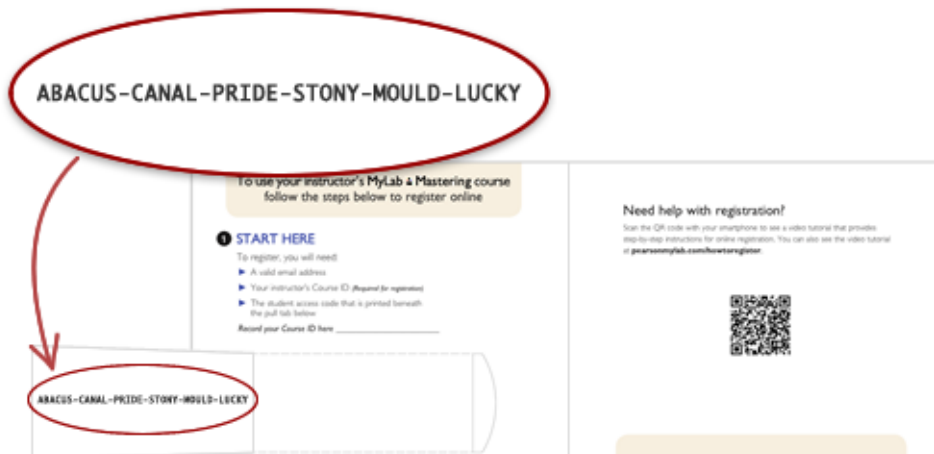 ABACUS-CANAL-PRIDE-STONY-MOULD-LUCKY
To use your instructor's MyLab & Mastering course
follow the steps below to register online
1 START HERE
To register, you will need:
► A valid email address
► Your instructor's Course ID (Required for registration)
► The student access code that is printed beneath
the pull tab below.
Record your Course ID here
ABACUS-CANAL-PRIDE-STONY-MOULD-LUCKY
Need help with registration?
Scan the QR code with your smartphone to see a video tutorial that provides
step-by-step instructions for online registration. You can also see the video tutorial
at pearsonmylab.com/howtoregister.